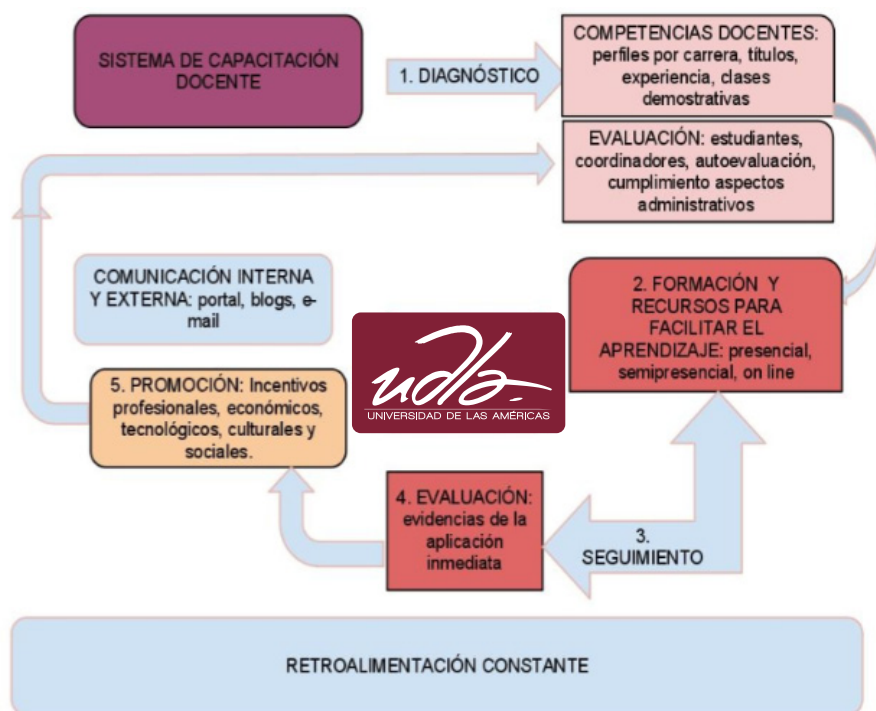 SISTEMA DE CAPACITACIÓN
DOCENTE
1. DIAGNÓSTICO
COMPETENCIAS DOCENTES:
perfiles por carrera, títulos,
experiencia, clases
demostrativas
EVALUACIÓN: estudiantes,
coordinadores, autoevaluación,
cumplimiento aspectos
administrativos
COMUNICACIÓN INTERNA
Y EXTERNA: portal, blogs, e-
mail
2. FORMACIÓN Y
RECURSOS PARA
FACILITAR EL
APRENDIZAJE: presencial,
semipresencial, on line
udla-
UNIVERSIDAD DE LAS AMÉRICAS
5. PROMOCIÓN: Incentivos
profesionales, económicos,
tecnológicos, culturales y
sociales.
4. EVALUACIÓN:
evidencias de la
aplicación
inmediata
3.
SEGUIMIENTO
RETROALIMENTACIÓN CONSTANTE